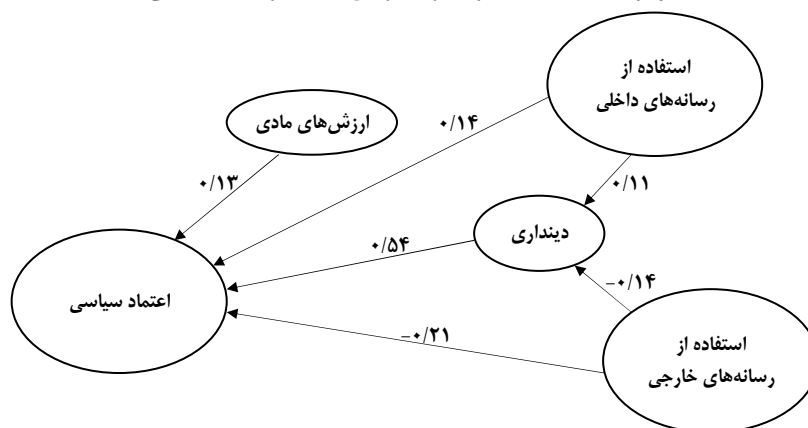 استفاده از
رسانه‌های داخلی
ارزش‌های مادی
۰/۱۴
۰/۱۳
۰/۱۱
دینداری
۰/۵۴
اعتماد سیاسی
-۰/۱۴
-۰/۲۱
استفاده از
رسانه‌های خارجی